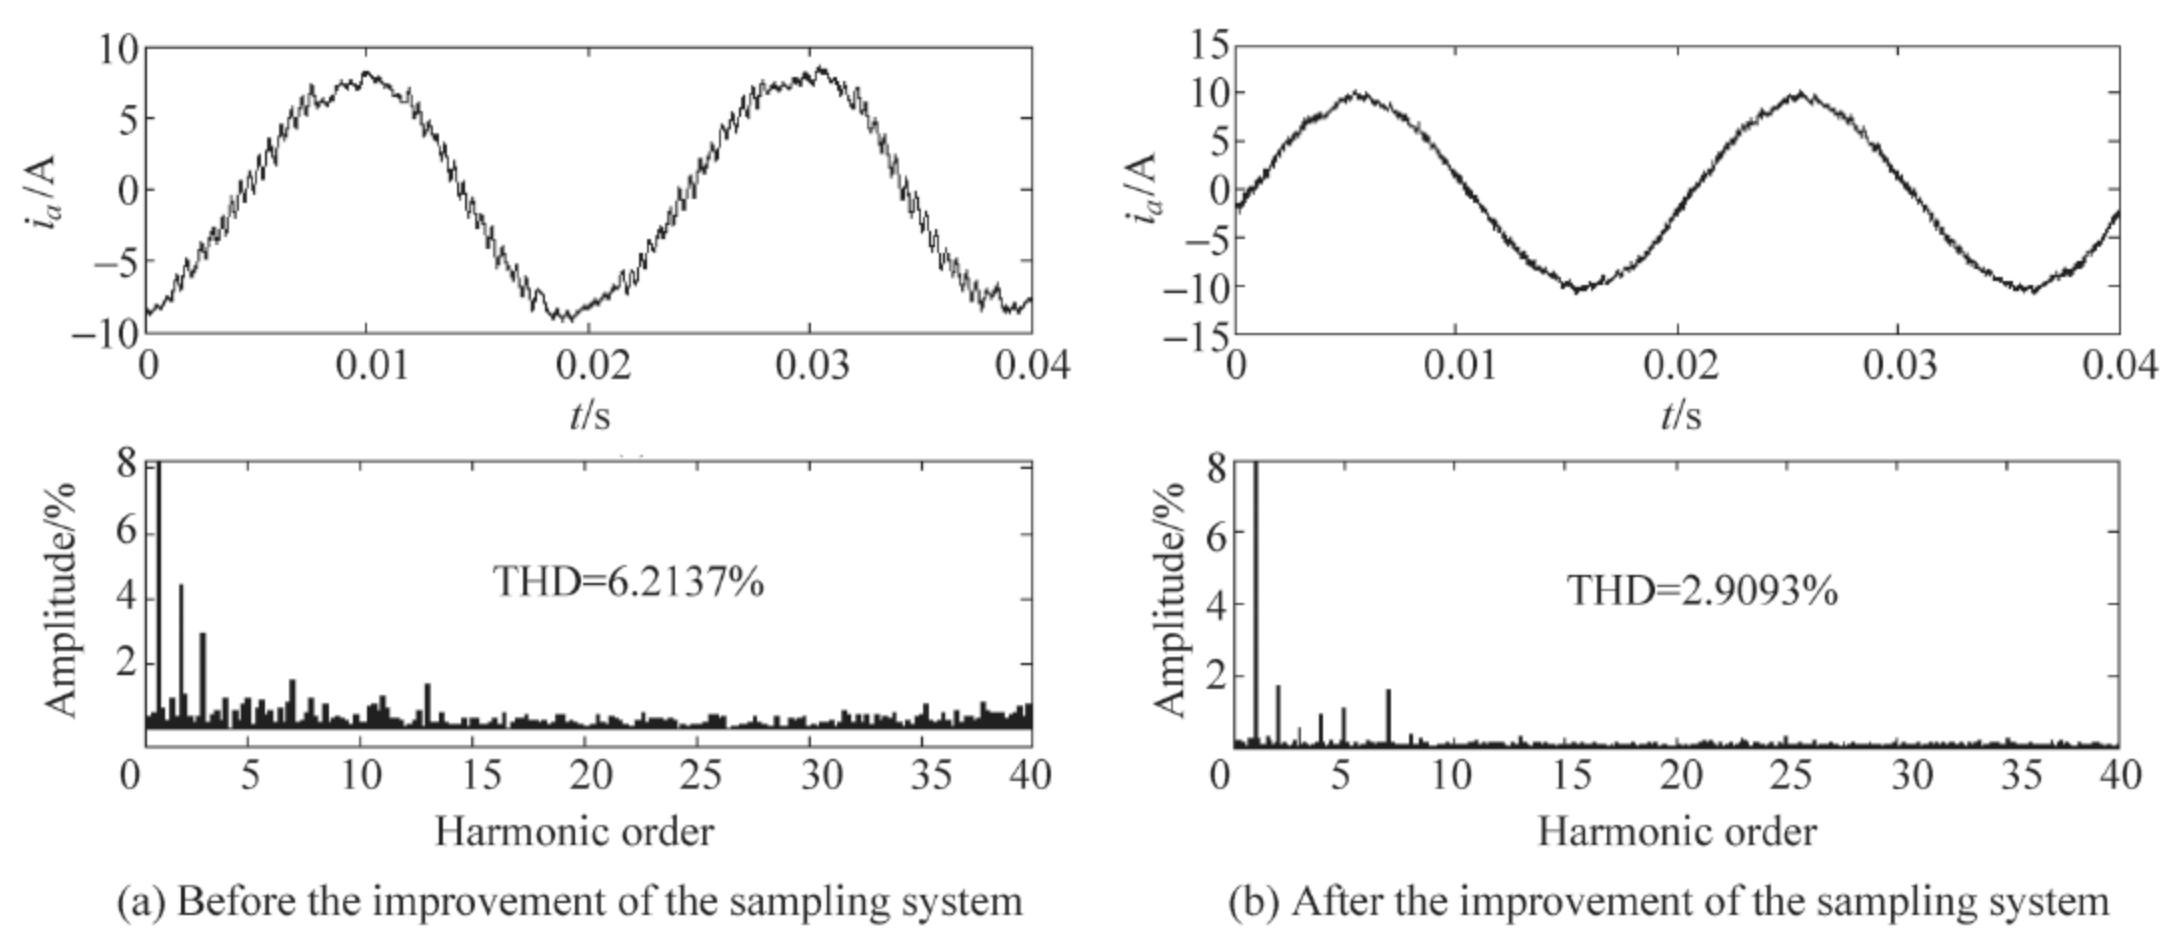 10
5
0
−5
−10
i_a/A
0 0.01 0.02 0.03 0.04
t/s
8
6
4
2
Amplitude/%
THD=6.2137%
0 5 10 15 20 25 30 35 40
Harmonic order
(a) Before the improvement of the sampling system
15
10
5
0
−5
−10
−15
i_a/A
0 0.01 0.02 0.03 0.04
t/s
8
6
4
2
Amplitude/%
THD=2.9093%
0 5 10 15 20 25 30 35 40
Harmonic order
(b) After the improvement of the sampling system